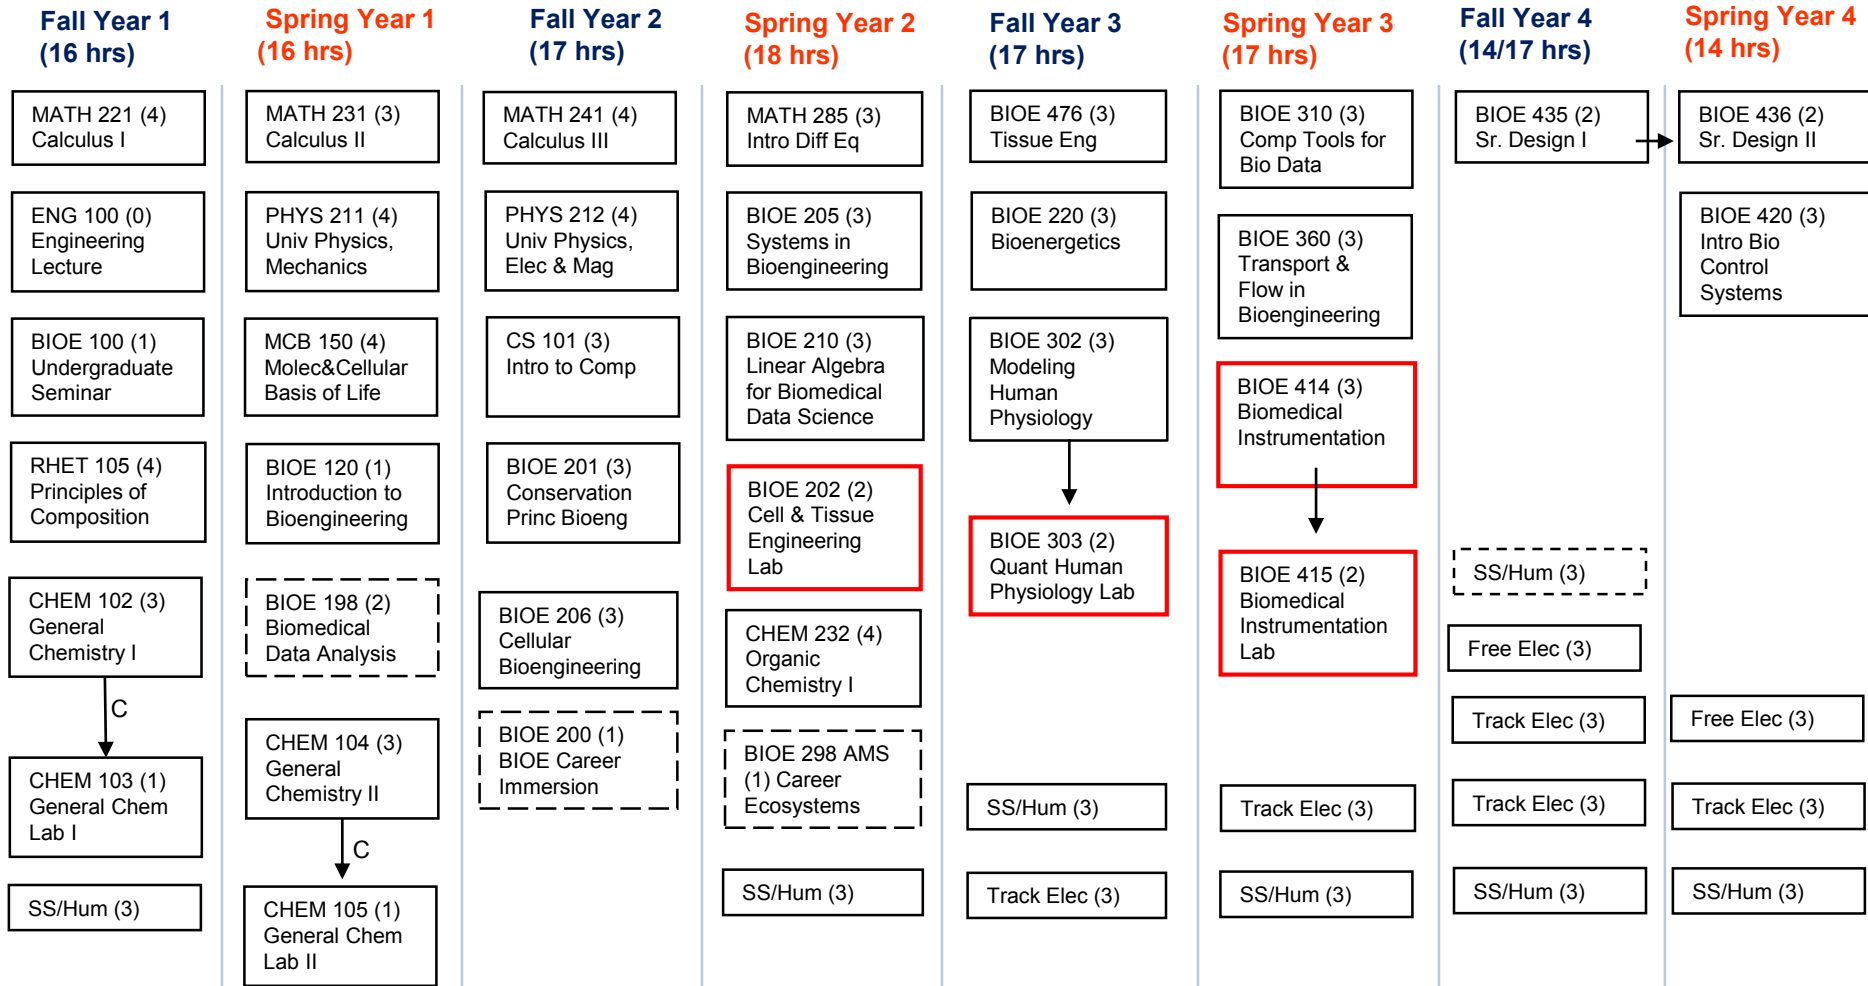 Fall Year 1
(16 hrs)
MATH 221 (4)
Calculus I
ENG 100 (0)
Engineering
Lecture
BIOE 100 (1)
Undergraduate
Seminar
RHET 105 (4)
Principles of
Composition
CHEM 102 (3)
General
Chemistry I
C
CHEM 103 (1)
General Chem
Lab I
SS/Hum (3)
Spring Year 1
(16 hrs)
MATH 231 (3)
Calculus II
PHYS 211 (4)
Univ Physics,
Mechanics
MCB 150 (4)
Molec&Cellular
Basis of Life
BIOE 120 (1)
Introduction to
Bioengineering
BIOE 198 (2)
Biomedical
Data Analysis
CHEM 104 (3)
General
Chemistry II
C
CHEM 105 (1)
General Chem
Lab II
Fall Year 2
(17 hrs)
MATH 241 (4)
Calculus III
PHYS 212 (4)
Univ Physics,
Elec & Mag
CS 101 (3)
Intro to Comp
BIOE 201 (3)
Conservation
Princ Bioeng
BIOE 206 (3)
Cellular
Bioengineering
BIOE 200 (1)
BIOE Career
Immersion
Spring Year 2
(18 hrs)
MATH 285 (3)
Intro Diff Eq
BIOE 205 (3)
Systems in
Bioengineering
BIOE 210 (3)
Linear Algebra
for Biomedical
Data Science
BIOE 202 (2)
Cell & Tissue
Engineering
Lab
CHEM 232 (4)
Organic
Chemistry I
BIOE 298 AMS
(1) Career
Ecosystems
SS/Hum (3)
Fall Year 3
(17 hrs)
BIOE 476 (3)
Tissue Eng
BIOE 220 (3)
Bioenergetics
BIOE 302 (3)
Modeling
Human
Physiology
BIOE 303 (2)
Quant Human
Physiology Lab
SS/Hum (3)
Track Elec (3)
Spring Year 3
(17 hrs)
BIOE 310 (3)
Comp Tools for
Bio Data
BIOE 360 (3)
Transport &
Flow in
Bioengineering
BIOE 414 (3)
Biomedical
Instrumentation
BIOE 415 (2)
Biomedical
Instrumentation
Lab
Track Elec (3)
SS/Hum (3)
Fall Year 4
(14/17 hrs)
BIOE 435 (2)
Sr. Design I
SS/Hum (3)
Free Elec (3)
Track Elec (3)
Track Elec (3)
SS/Hum (3)
Spring Year 4
(14 hrs)
BIOE 436 (2)
Sr. Design II
BIOE 420 (3)
Intro Bio
Control
Systems
Free Elec (3)
Track Elec (3)
SS/Hum (3)